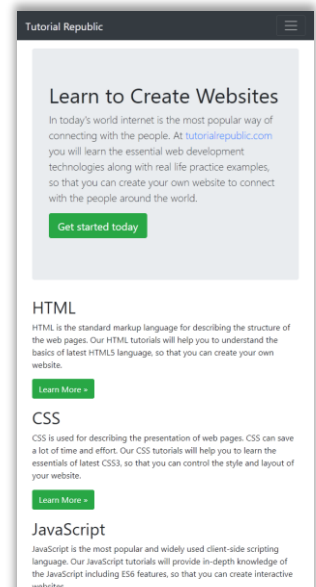 Tutorial Republic
Learn to Create Websites
In today's world internet is the most popular way of
connecting with the people. At tutorialrepublic.com
you will learn the essential web development
technologies along with real life practice examples,
so that you can create your own website to connect
with the people around the world.
Get started today
HTML
HTML is the standard markup language for describing the structure of
the web pages. Our HTML tutorials will help you to understand the
basics of latest HTML5 language, so that you can create your own
website.
Learn More »
CSS
CSS is used for describing the presentation of web pages. CSS can save
a lot of time and effort. Our CSS tutorials will help you to learn the
essentials of latest CSS3, so that you can control the style and layout of
your website.
Learn More »
JavaScript
JavaScript is the most popular and widely used client-side scripting
language. Our JavaScript tutorials will provide in-depth knowledge of
the JavaScript including ES6 features, so that you can create interactive
websites.